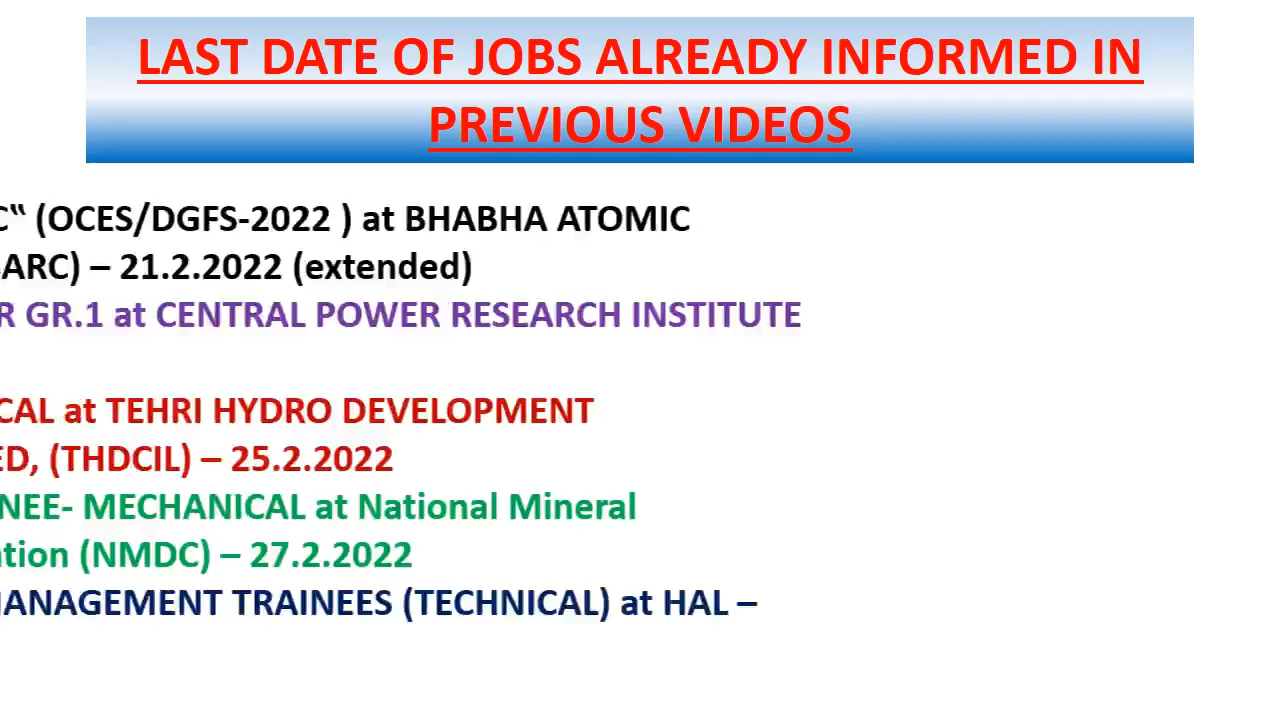 LAST DATE OF JOBS ALREADY INFORMED IN
PREVIOUS VIDEOS
C‟ (OCES/DGFS-2022 ) at BHABHA ATOMIC
ARC) – 21.2.2022 (extended)
R GR.1 at CENTRAL POWER RESEARCH INSTITUTE
CAL at TEHRI HYDRO DEVELOPMENT
ED, (THDCIL) – 25.2.2022
NEE- MECHANICAL at National Mineral
ation (NMDC) – 27.2.2022
MANAGEMENT TRAINEES (TECHNICAL) at HAL –